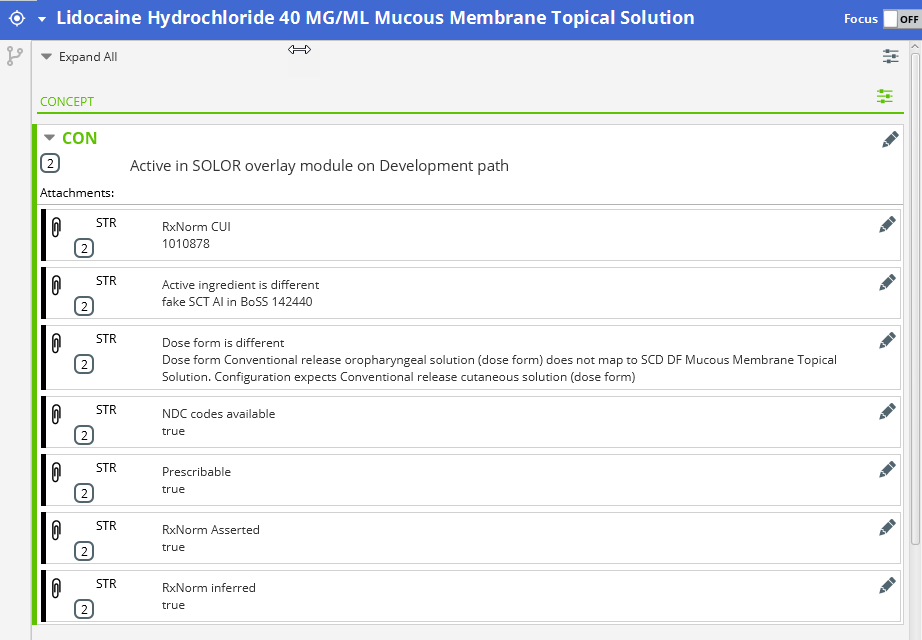 Lidocaine Hydrochloride 40 MG/ML Mucous Membrane Topical Solution
Focus OFF
Expand All
CONCEPT
CON
2
Active in SOLOR overlay module on Development path
Attachments:
STR
RxNorm CUI
2
1010878
STR
Active ingredient is different
2
fake SCT AI in BoSS 142440
STR
Dose form is different
2
Dose form Conventional release oropharyngeal solution (dose form) does not map to SCD DF Mucous Membrane Topical
Solution. Configuration expects Conventional release cutaneous solution (dose form)
STR
NDC codes available
2
true
STR
Prescribable
2
true
STR
RxNorm Asserted
2
true
STR
RxNorm inferred
2
true